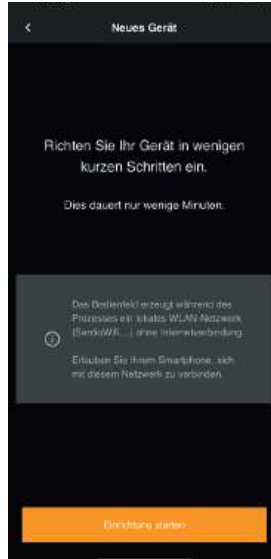 Neues Gerät
Richten Sie Ihr Gerät in wenigen
kurzen Schritten ein.
Dies dauert nur wenige Minuten.
Das Bedienfeld erzeugt während des
Prozesses ein lokales WLAN-Netzwerk
(SentioWifi...) ohne Internetverbindung.
Erlauben Sie Ihrem Smartphone, sich
mit diesem Netzwerk zu verbinden.
Einrichtung starten